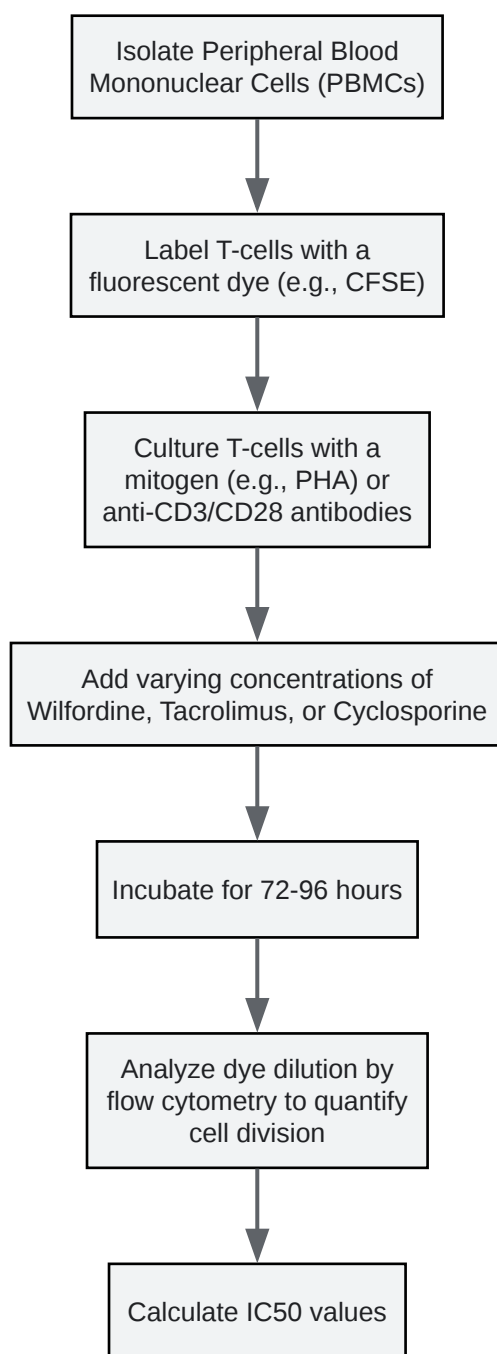 Isolate Peripheral Blood
Mononuclear Cells (PBMCs)
Label T-cells with a
fluorescent dye (e.g., CFSE)
Culture T-cells with a
mitogen (e.g., PHA) or
anti-CD3/CD28 antibodies
Add varying concentrations of
Wilfordine, Tacrolimus, or Cyclosporine
Incubate for 72-96 hours
Analyze dye dilution by
flow cytometry to quantify
cell division
Calculate IC50 values